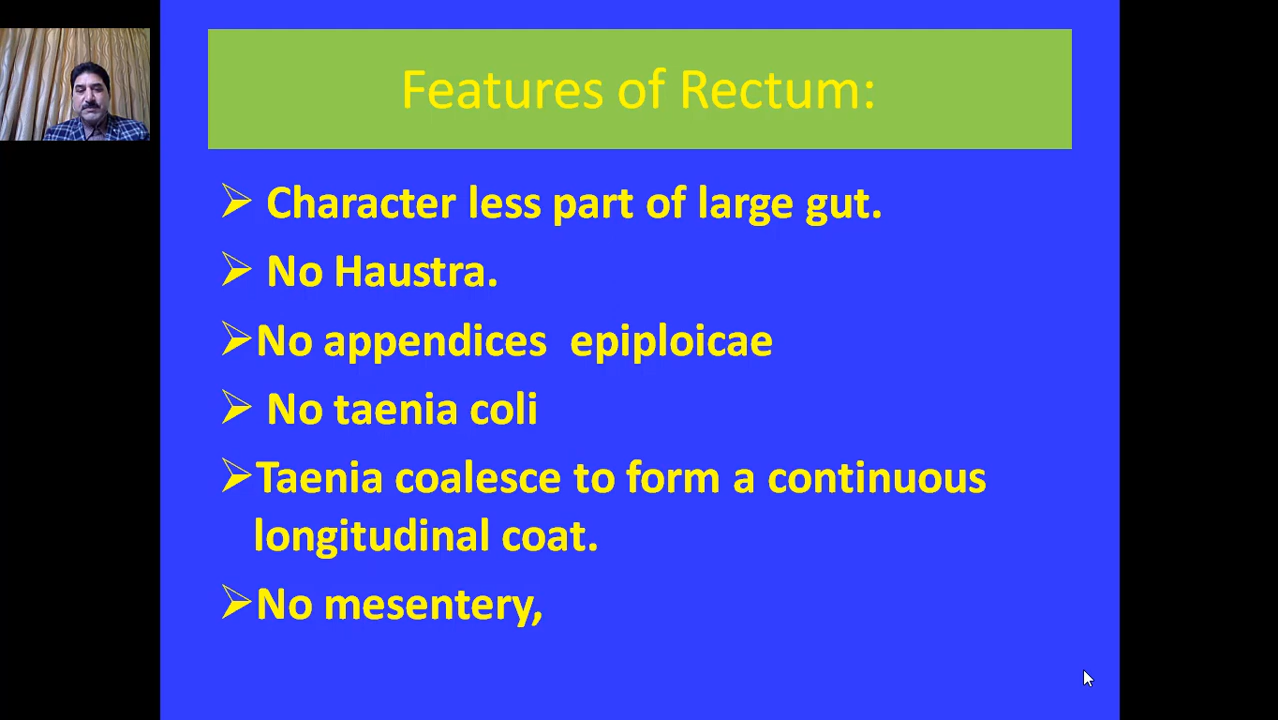 Features of Rectum:
Character less part of large gut.
No Haustra.
No appendices epiploicae
No taenia coli
Taenia coalesce to form a continuous
longitudinal coat.
No mesentery,